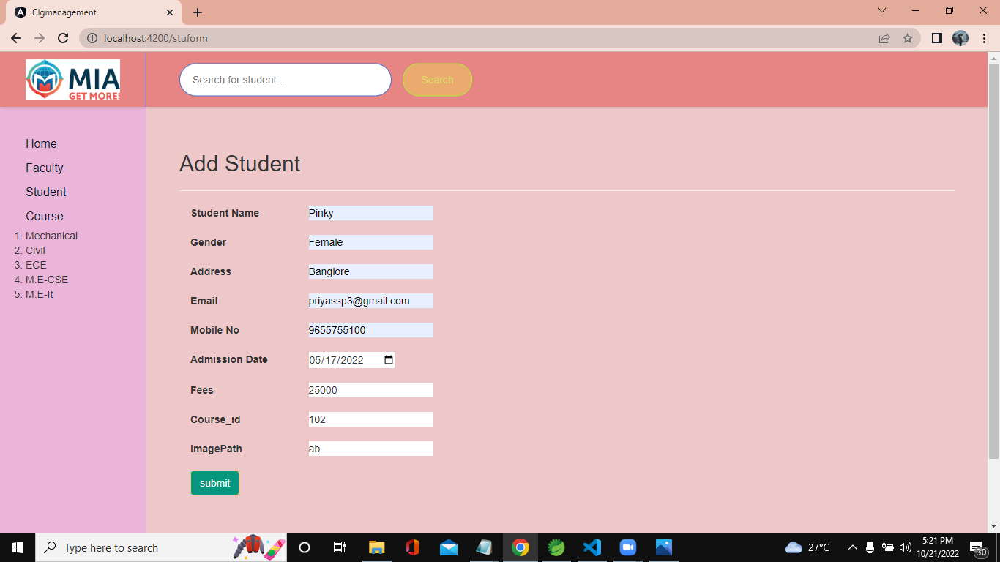 Clgmanagement
localhost:4200/stuform
MIA
GET MORE!
Search for student ...
Search
Home
Faculty
Student
Course
1. Mechanical
2. Civil
3. ECE
4. M.E-CSE
5. M.E-It
Add Student
Student Name Pinky
Gender Female
Address Banglore
Email priyassp3@gmail.com
Mobile No 9655755100
Admission Date 05/17/2022
Fees 25000
Course_id 102
ImagePath ab
submit
Type here to search
27°C
5:21 PM
10/21/2022
30